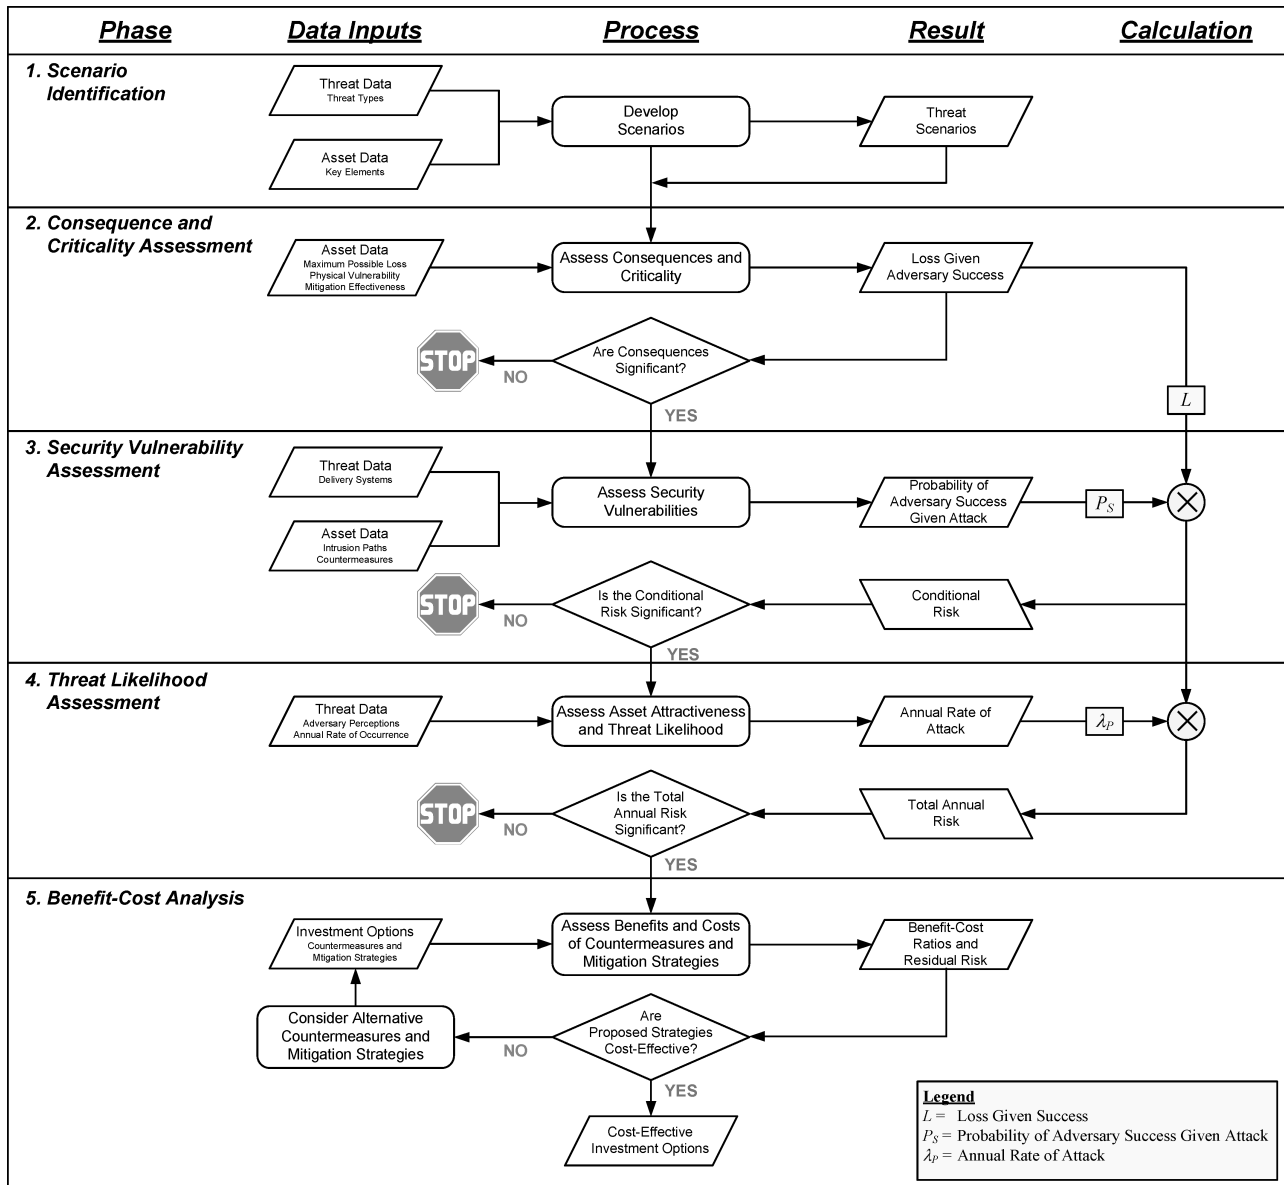 Phase Data Inputs Process Result Calculation
1. Scenario
Identification
Threat Data
Threat Types
Asset Data
Key Elements
Develop
Scenarios
Threat
Scenarios
2. Consequence and
Criticality Assessment
Asset Data
Maximum Possible Loss
Physical Vulnerability
Mitigation Effectiveness
Assess Consequences and
Criticality
Loss Given
Adversary Success
STOP
NO
Are Consequences
Significant?
YES
L
3. Security Vulnerability
Assessment
Threat Data
Delivery Systems
Asset Data
Intrusion Paths
Countermeasures
Assess Security
Vulnerabilities
Probability of
Adversary Success
Given Attack
P_S
STOP
NO
Is the Conditional
Risk Significant?
Conditional
Risk
YES
4. Threat Likelihood
Assessment
Threat Data
Adversary Perceptions
Annual Rate of Occurrence
Assess Asset Attractiveness
and Threat Likelihood
Annual Rate of
Attack
λ_P
STOP
NO
Is the Total
Annual Risk
Significant?
Total Annual
Risk
YES
5. Benefit-Cost Analysis
Investment Options
Countermeasures and
Mitigation Strategies
Assess Benefits and Costs
of Countermeasures and
Mitigation Strategies
Benefit-Cost
Ratios and
Residual Risk
Consider Alternative
Countermeasures and
Mitigation Strategies
NO
Are
Proposed Strategies
Cost-Effective?
YES
Cost-Effective
Investment Options
Legend
L = Loss Given Success
P_S = Probability of Adversary Success Given Attack
λ_P = Annual Rate of Attack